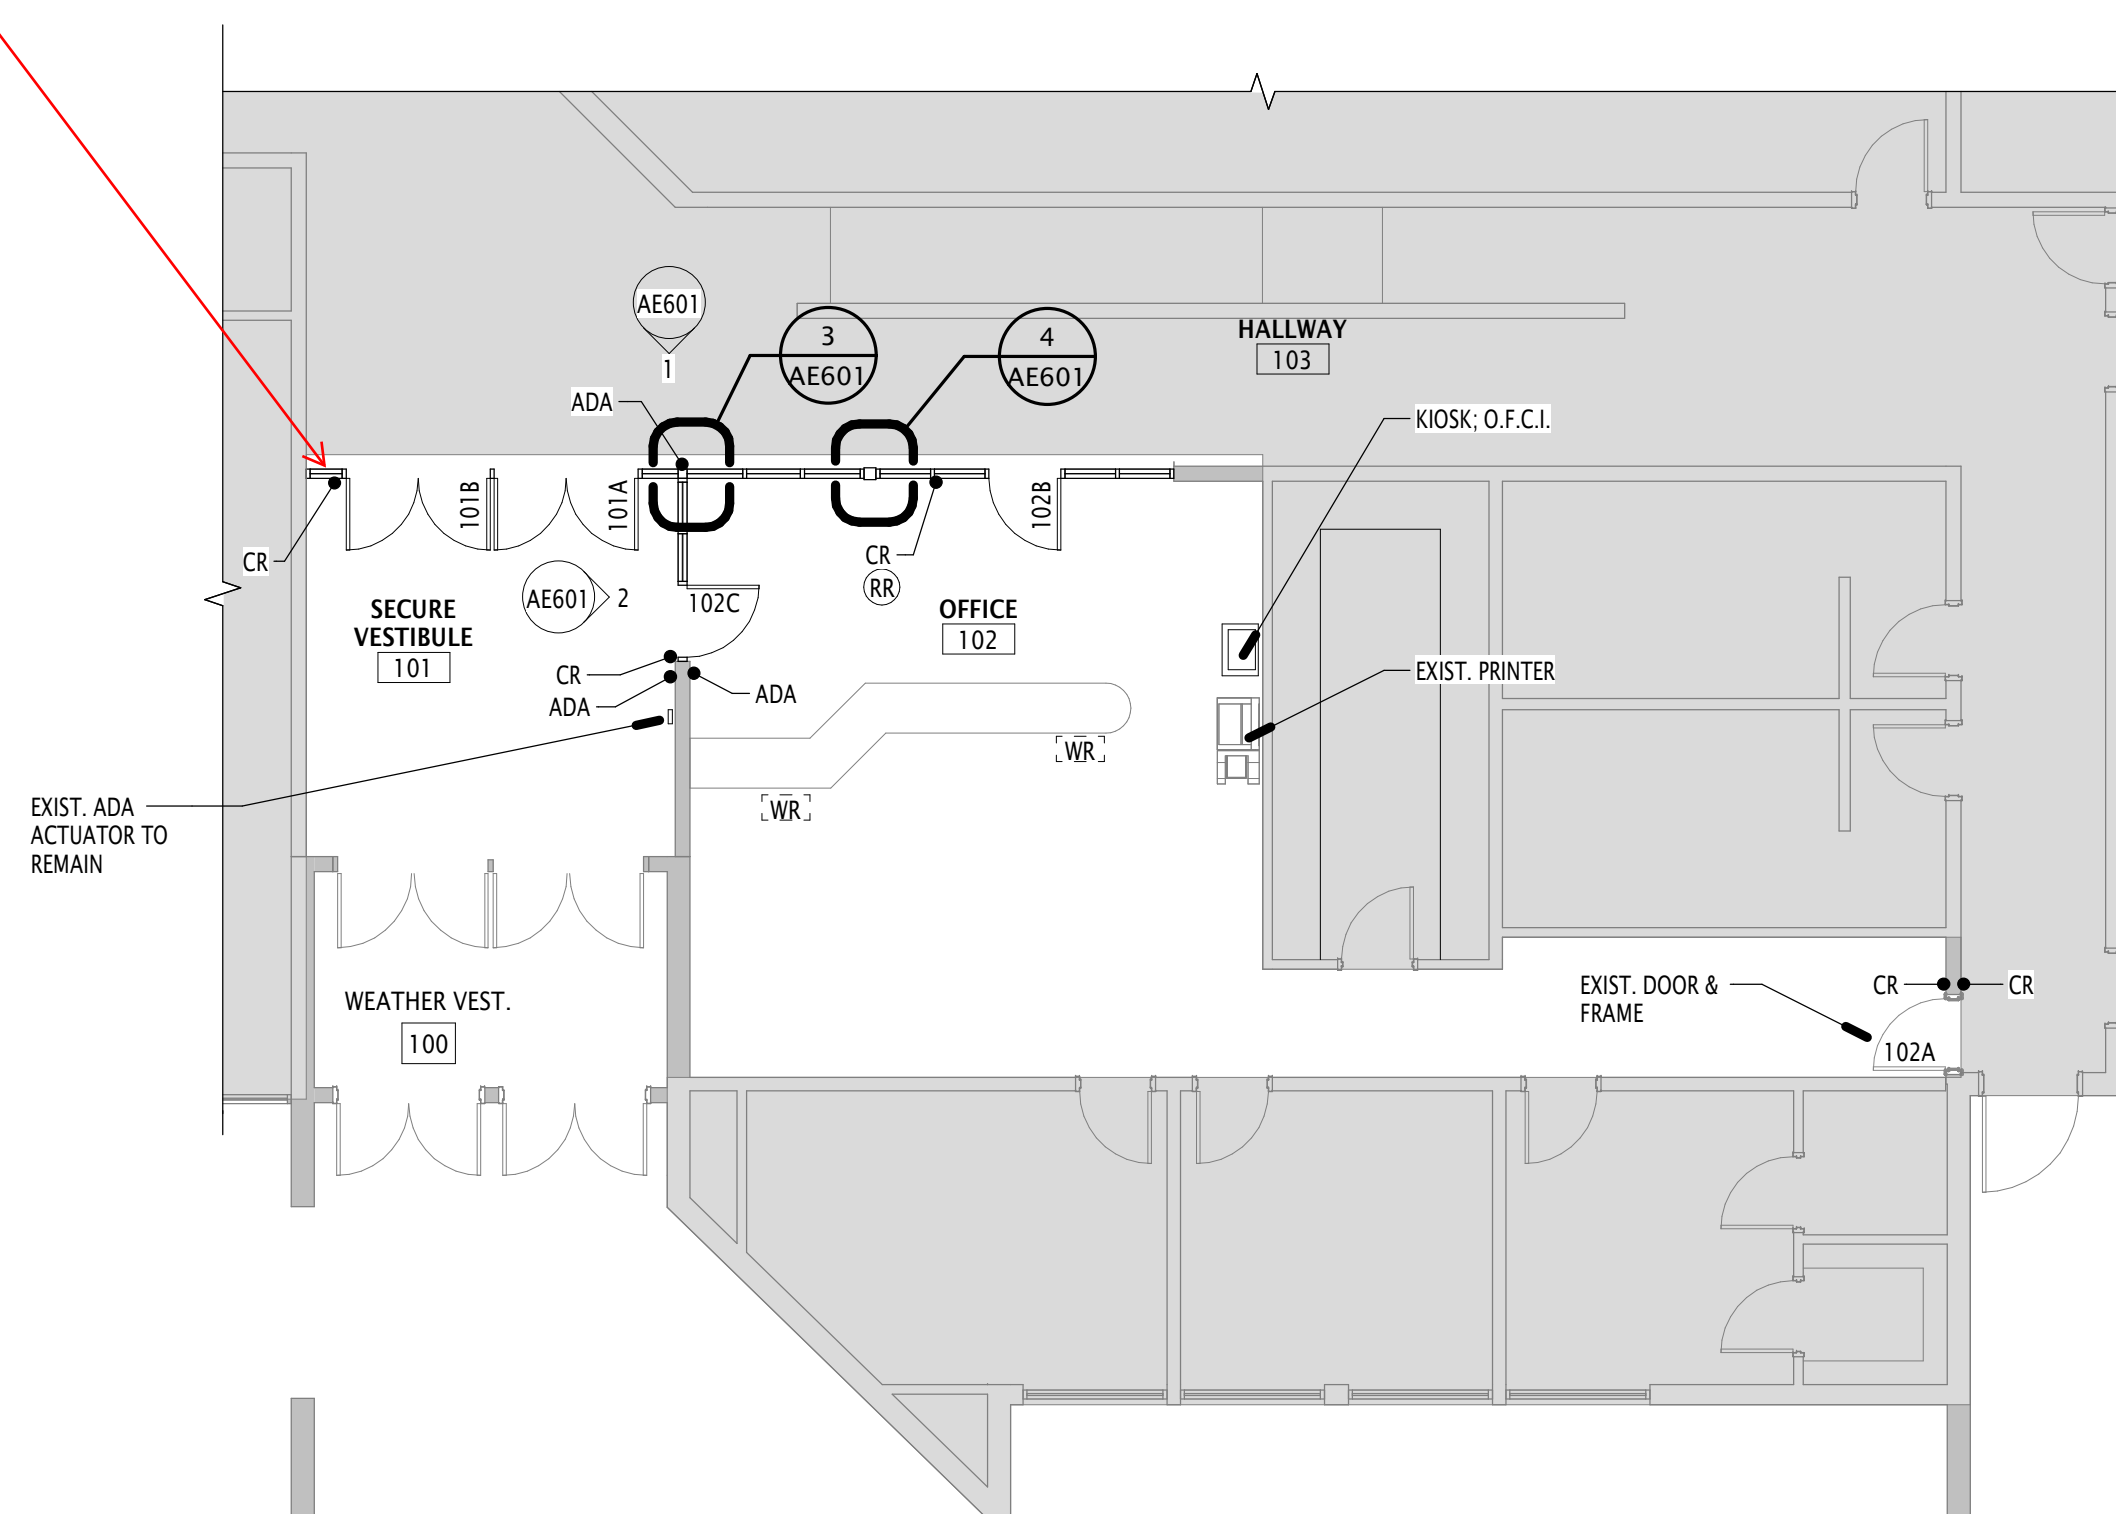 AE601
1
3
AE601
4
AE601
HALLWAY
103
ADA
KIOSK; O.F.C.I.
101B
101A
102B
CR
CR
RR
AE601
2
102C
SECURE
VESTIBULE
101
OFFICE
102
CR
ADA
ADA
EXIST. PRINTER
WR
WR
EXIST. ADA
ACTUATOR TO
REMAIN
WEATHER VEST.
100
EXIST. DOOR &
FRAME
CR
CR
102A